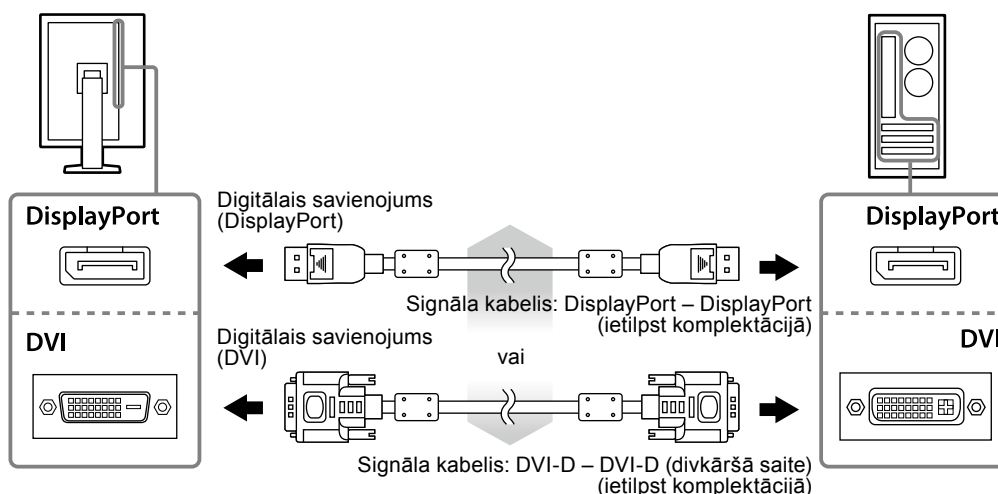 DisplayPort
Digitālais savienojums
(DisplayPort)
DisplayPort
Signāla kabelis: DisplayPort – DisplayPort
(ietilpst komplektācijā)
DVI
Digitālais savienojums
(DVI)
vai
DVI
Signāla kabelis: DVI-D – DVI-D (divkāršā saite)
(ietilpst komplektācijā)